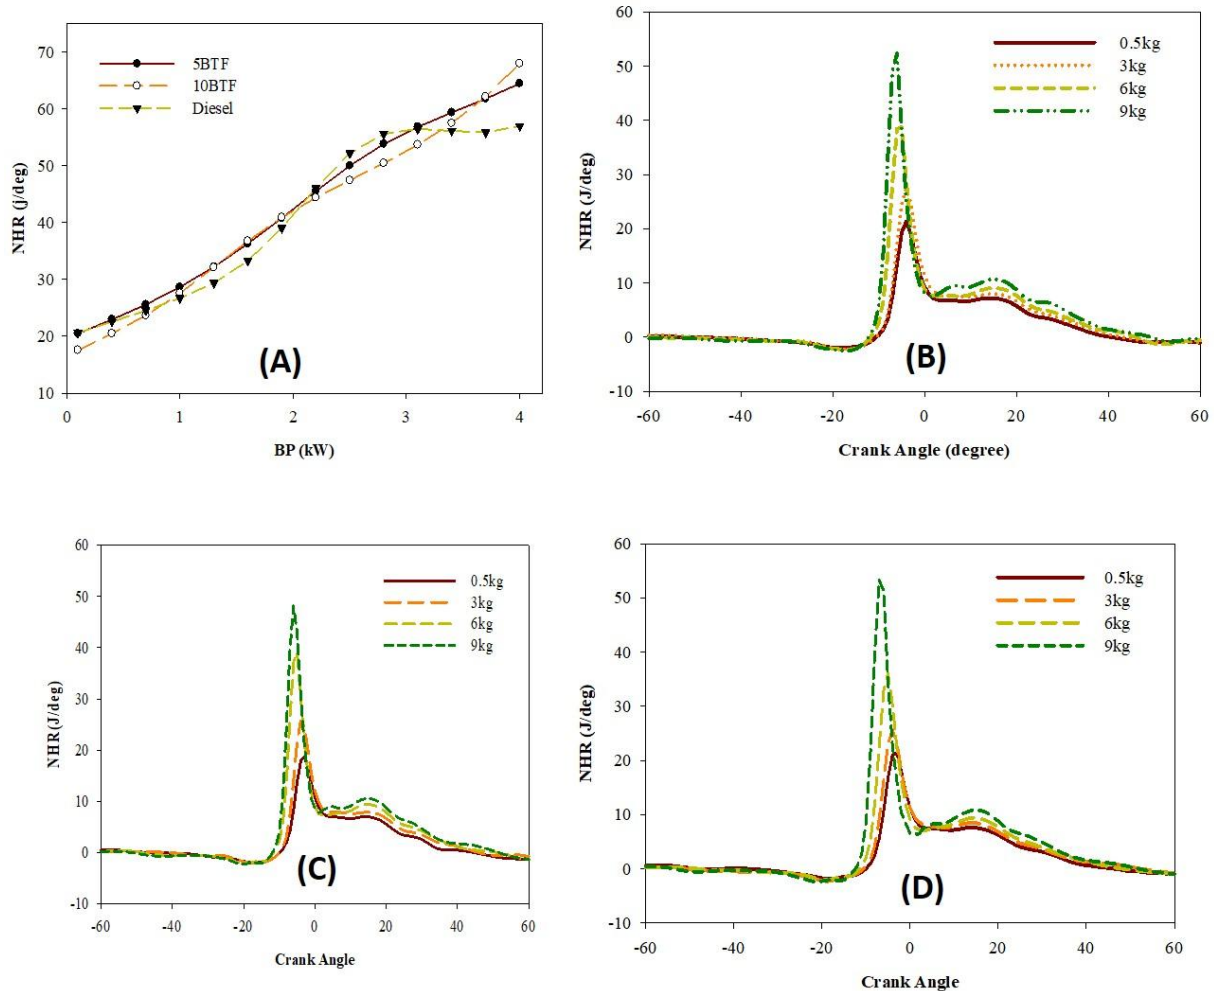 70
60
50
40
30
20
10
NHR (j/deg)
5BTF
10BTF
Diesel
(A)
0
1
2
3
4
BP (kW)
60
50
40
30
20
10
0
-10
NHR (J/deg)
0.5kg
3kg
6kg
9kg
(B)
-60
-40
-20
0
20
40
60
Crank Angle (degree)
60
50
40
30
20
10
0
-10
NHR(J/deg)
0.5kg
3kg
6kg
9kg
(C)
-60
-40
-20
0
20
40
60
Crank Angle
60
50
40
30
20
10
0
-10
NHR (J/deg)
0.5kg
3kg
6kg
9kg
(D)
-60
-40
-20
0
20
40
60
Crank Angle